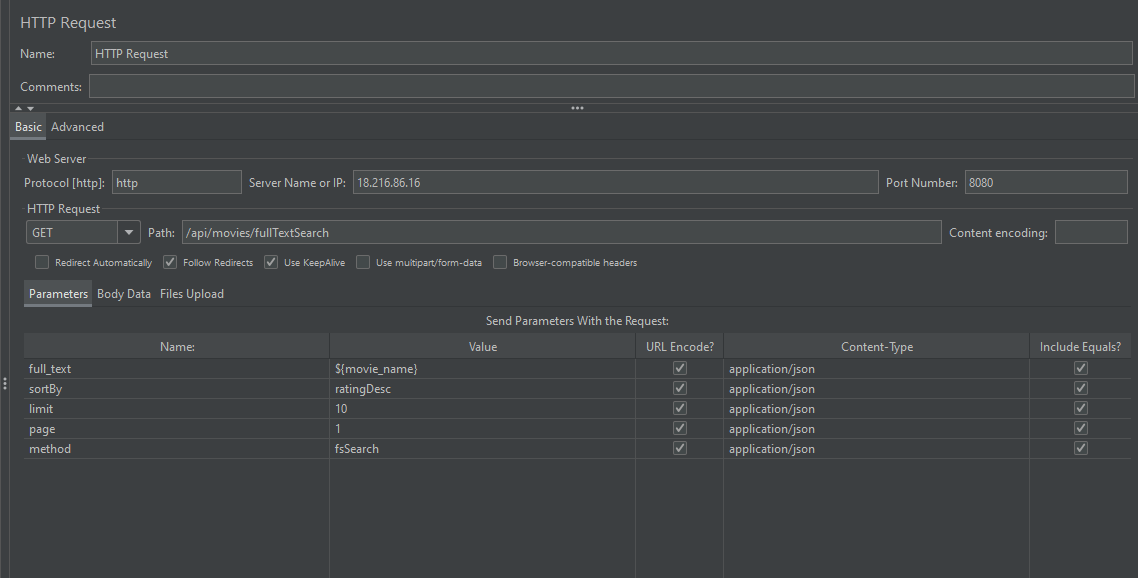 HTTP Request
Name: HTTP Request
Comments:
Basic Advanced
Web Server
Protocol [http]: http Server Name or IP: 18.216.86.16 Port Number: 8080
HTTP Request
GET Path: /api/movies/fullTextSearch Content encoding:
Redirect Automatically Follow Redirects Use KeepAlive Use multipart/form-data Browser-compatible headers
Parameters Body Data Files Upload
Send Parameters With the Request:
Name: Value URL Encode? Content-Type Include Equals?
full_text ${movie_name} application/json
sortBy ratingDesc application/json
limit 10 application/json
page 1 application/json
method fsSearch application/json